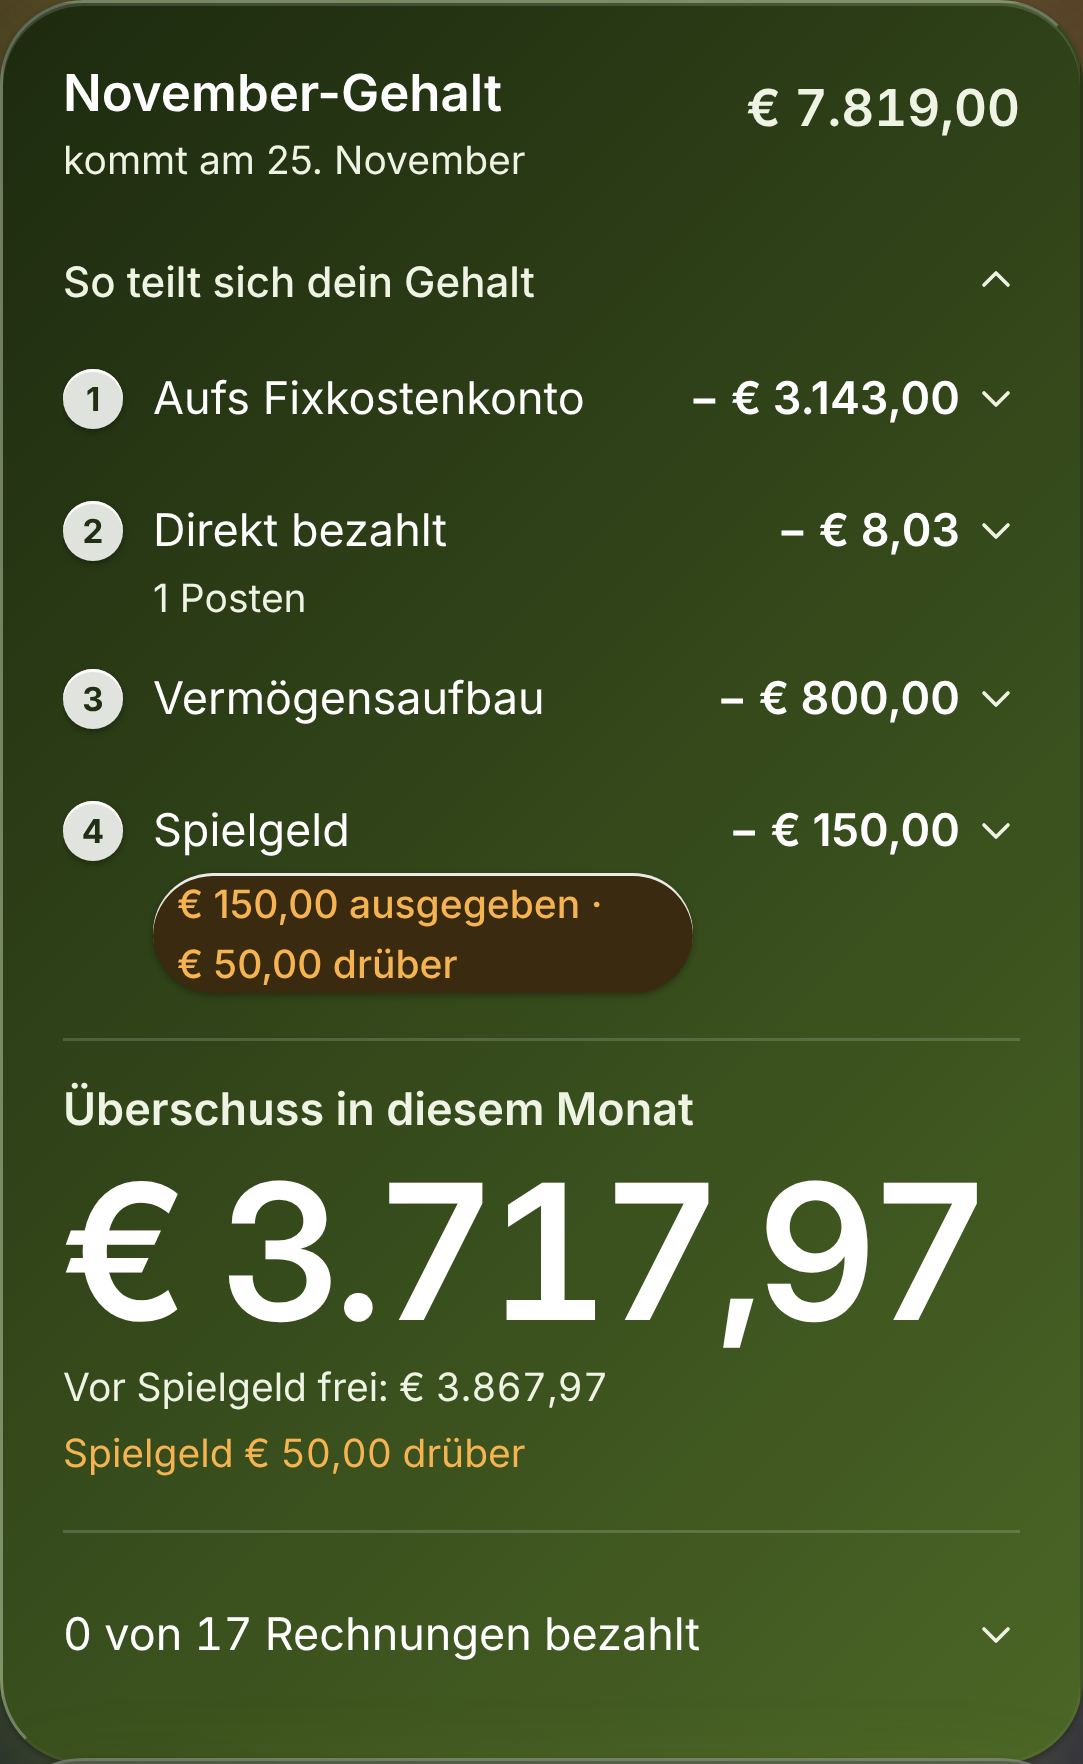 November-Gehalt
€ 7.819,00
kommt am 25. November
So teilt sich dein Gehalt
1 Aufs Fixkostenkonto – € 3.143,00
2 Direkt bezahlt – € 8,03
1 Posten
3 Vermögensaufbau – € 800,00
4 Spielgeld – € 150,00
€ 150,00 ausgegeben ·
€ 50,00 drüber
Überschuss in diesem Monat
€ 3.717,97
Vor Spielgeld frei: € 3.867,97
Spielgeld € 50,00 drüber
0 von 17 Rechnungen bezahlt